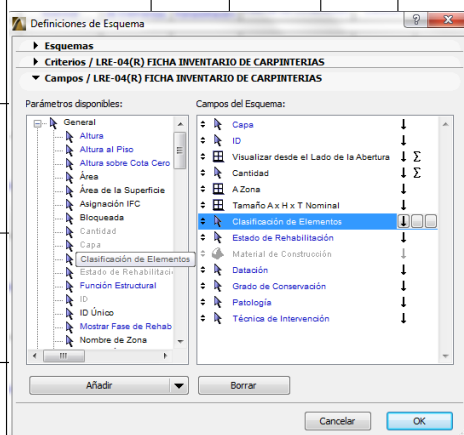 Definiciones de Esquema
Esquemas
Criterios / LRE-04(R) FICHA INVENTARIO DE CARPINTERIAS
Campos / LRE-04(R) FICHA INVENTARIO DE CARPINTERIAS
Parámetros disponibles:
General
Altura
Altura al Piso
Altura sobre Cota Cero
Área
Área de la Superficie
Asignación IFC
Bloqueada
Cantidad
Capa
Clasificación de Elementos
Estado de Rehabilitaci
Función Estructural
ID
ID Único
Mostrar Fase de Rehab
Nombre de Zona
Añadir
Campos del Esquema:
Capa
ID
Visualizar desde el Lado de la Abertura
Σ
Cantidad
Σ
A Zona
Tamaño A x H x T Nominal
Clasificación de Elementos
Estado de Rehabilitación
Material de Construcción
Datación
Grado de Conservación
Patología
Técnica de Intervención
Borrar
Cancelar
OK